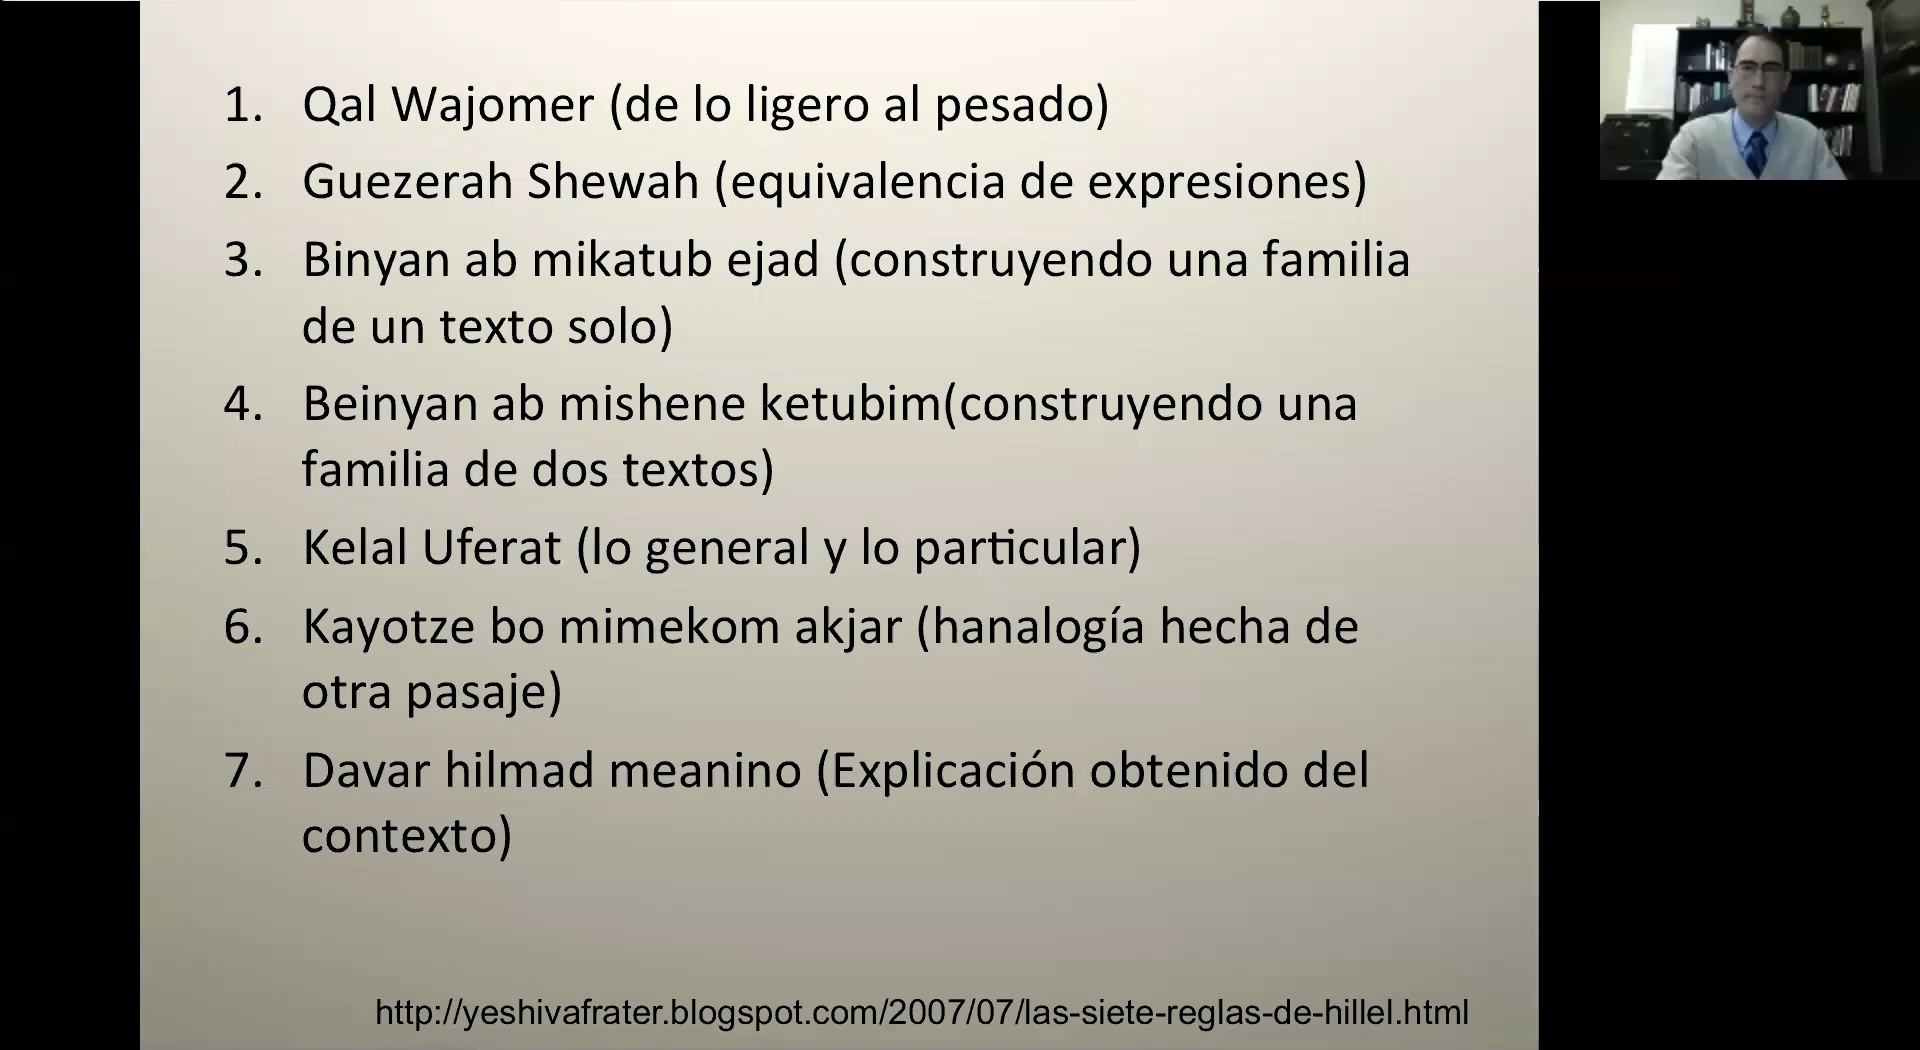 1. Qal Wajomer (de lo ligero al pesado)
2. Guezerah Shewah (equivalencia de expresiones)
3. Binyan ab mikatub ejad (construyendo una familia
de un texto solo)
4. Beinyan ab mishene ketubim(construyendo una
familia de dos textos)
5. Kelal Uferat (lo general y lo particular)
6. Kayotze bo mimekom akjar (hanalogía hecha de
otra pasaje)
7. Davar hilmad meanino (Explicación obtenido del
contexto)
http://yeshivafrater.blogspot.com/2007/07/las-siete-reglas-de-hillel.html